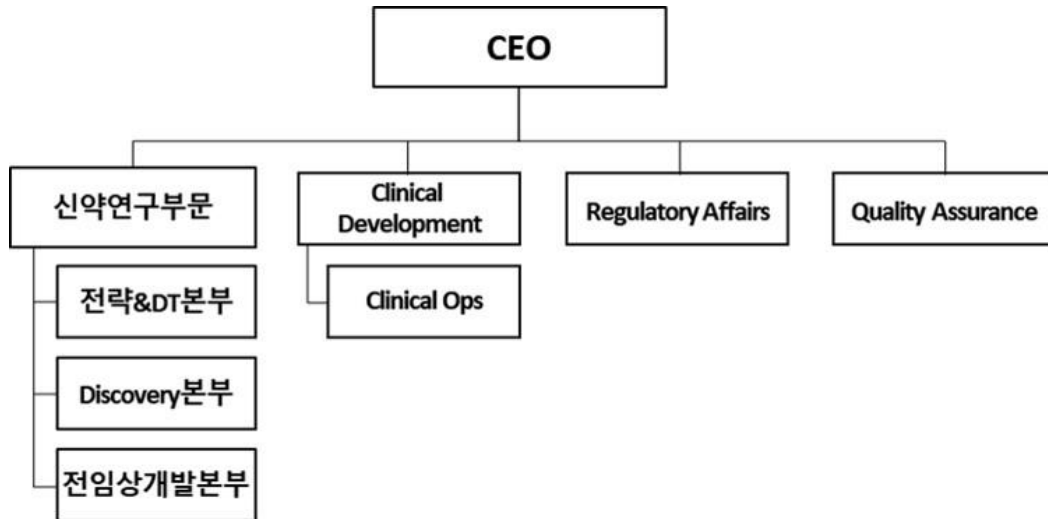 CEO
신약연구부문
Clinical
Development
Regulatory Affairs
Quality Assurance
전략&DT본부
Clinical Ops
Discovery본부
전임상개발본부